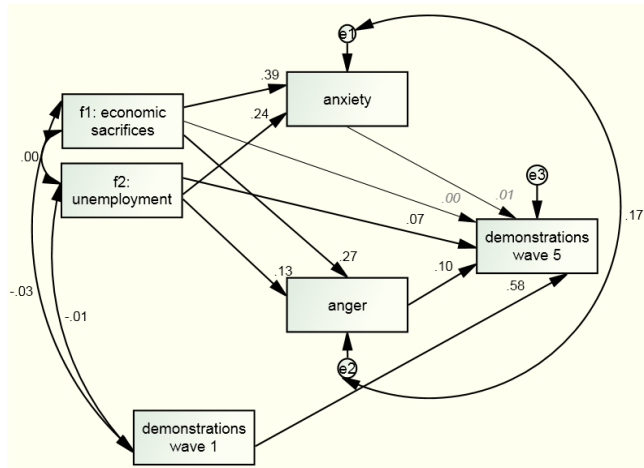 e1
.39
anxiety
f1: economic
sacrifices
.24
.00
f2:
unemployment
.00
.01
e3
.07
.17
demonstrations
wave 5
.27
.13
.10
.58
anger
-.03
-.01
e2
demonstrations
wave 1